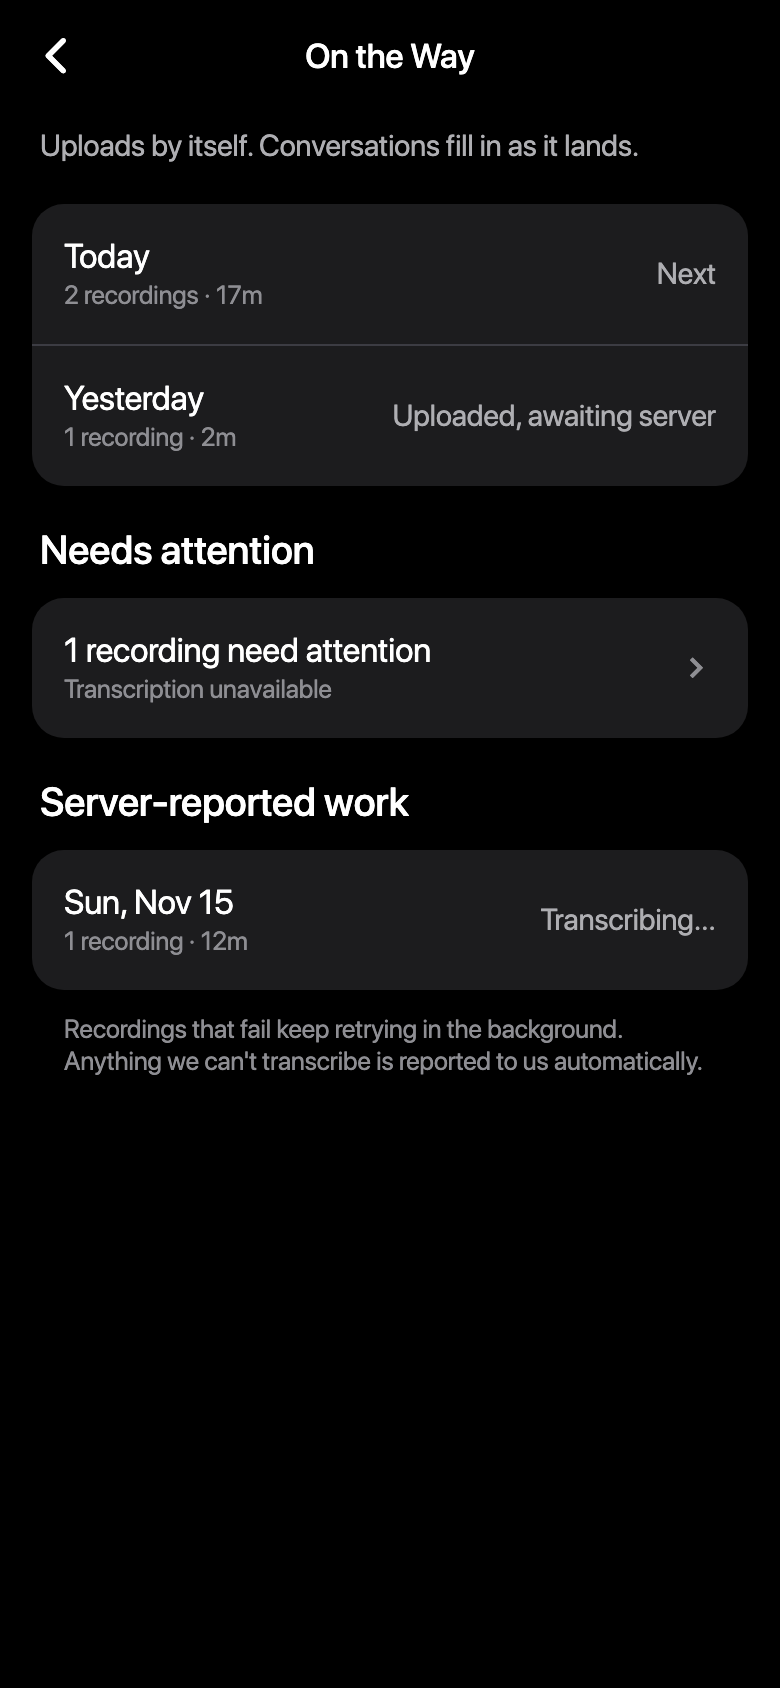 On the Way
Uploads by itself. Conversations fill in as it lands.
Today
2 recordings · 17m
Next
Yesterday
1 recording · 2m
Uploaded, awaiting server
Needs attention
1 recording need attention
Transcription unavailable
Server-reported work
Sun, Nov 15
1 recording · 12m
Transcribing...
Recordings that fail keep retrying in the background.
Anything we can't transcribe is reported to us automatically.